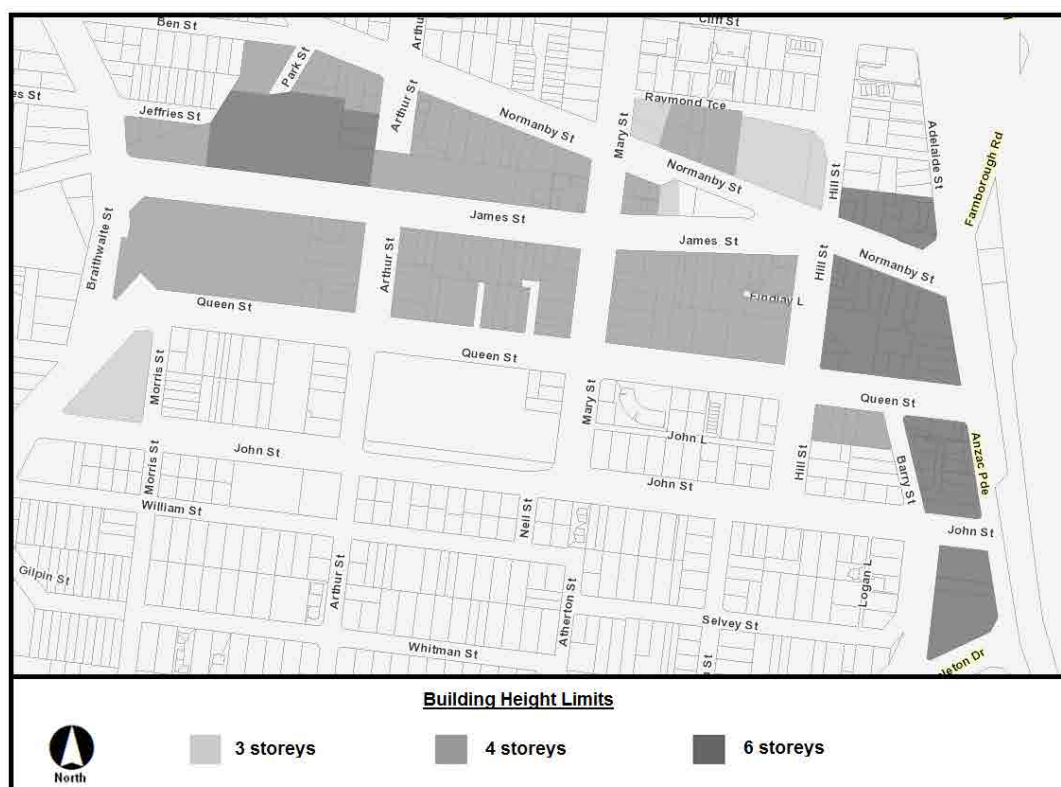 Ben St
Cliff St
Arthur
Park St
es St
Jeffries St
Arthur St
Normanby St
Mary St
Raymond Tce
Normanby St
Hill St
Adelaide St
Farnborough Rd
James St
James St
Braithwaite St
Arthur St
Hill St
Normanby St
Findlay L
Queen St
Queen St
Queen St
Morris St
Mary St
John L
Hill St
Barry St
Anzac Pde
John St
John St
John St
Morris St
William St
Neil St
Gilpin St
Arthur St
Atherton St
Logan L
Selvey St
Whitman St
St
leton Dr
Building Height Limits
North
3 storeys
4 storeys
6 storeys